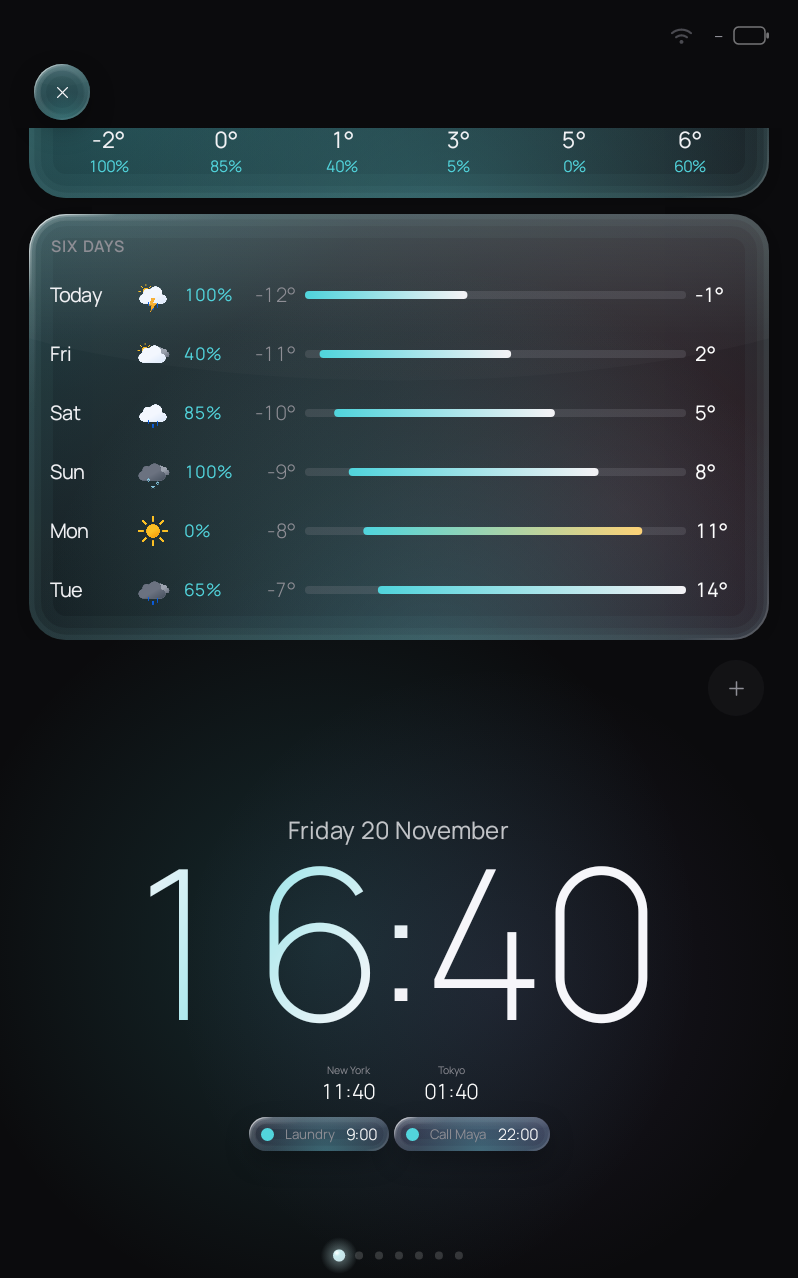 –
-2° 0° 1° 3° 5° 6°
100% 85% 40% 5% 0% 60%
SIX DAYS
Today 100% -12° -1°
Fri 40% -11° 2°
Sat 85% -10° 5°
Sun 100% -9° 8°
Mon 0% -8° 11°
Tue 65% -7° 14°
Friday 20 November
16:40
New York Tokyo
11:40 01:40
Laundry 9:00 Call Maya 22:00